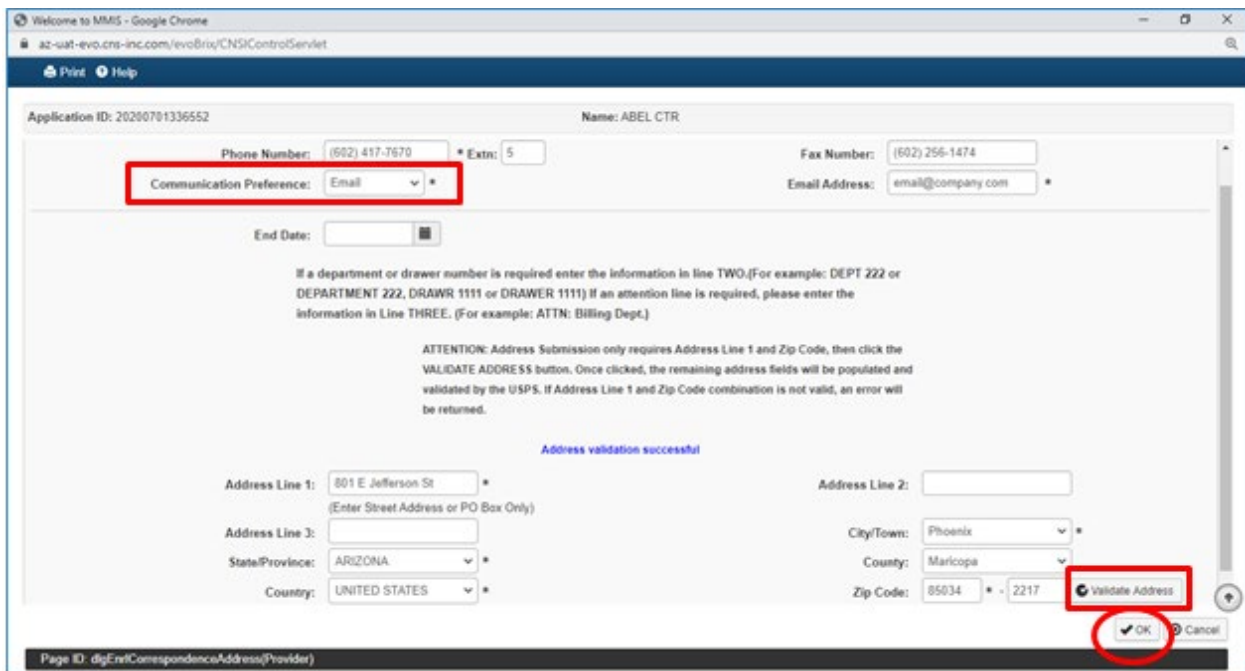 Welcome to MMIS - Google Chrome
az-uat-evo.cns-inc.com/evoBrix/CNSIControlServlet
Print Help
Application ID: 20200701336552 Name: ABEL CTR
Phone Number: (602) 417-7670 * Extn: 5 Fax Number: (602) 256-1474
Communication Preference: Email * Email Address: email@company.com *
End Date:
If a department or drawer number is required enter the information in line TWO.(For example: DEPT 222 or
DEPARTMENT 222, DRAWR 1111 or DRAWER 1111) If an attention line is required, please enter the
information in Line THREE. (For example: ATTN: Billing Dept.)
ATTENTION: Address Submission only requires Address Line 1 and Zip Code, then click the
VALIDATE ADDRESS button. Once clicked, the remaining address fields will be populated and
validated by the USPS. If Address Line 1 and Zip Code combination is not valid, an error will
be returned.
Address validation successful
Address Line 1: 801 E Jefferson St * Address Line 2:
(Enter Street Address or PO Box Only)
Address Line 3: City/Town: Phoenix *
State/Province: ARIZONA * County: Maricopa
Country: UNITED STATES * Zip Code: 85034 * - 2217 Validate Address
OK Cancel
Page ID: dlgEnrlCorrespondenceAddress(Provider)